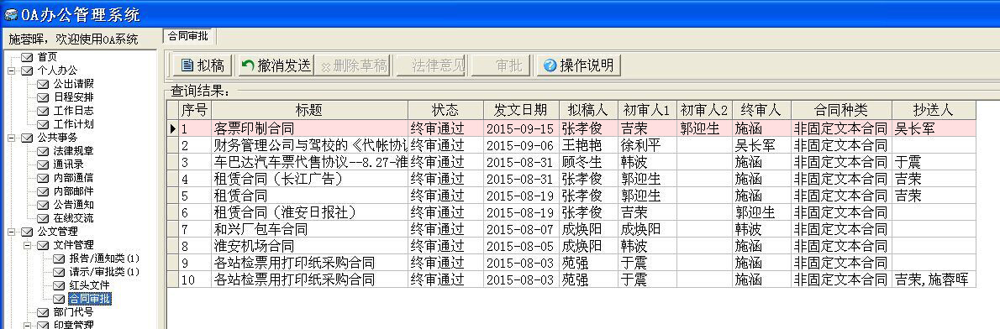 OA办公管理系统
施蓉晖，欢迎使用OA系统
首页
个人办公
公出请假
日程安排
工作日志
工作计划
公共事务
法律规章
通讯录
内部通信
内部邮件
公告通知
在线交流
公文管理
文件管理
报告/通知类(1)
请示/审批类(1)
红头文件
合同审批
部门代号
印章管理
合同审批
拟稿 撤消发送 删除草稿 法律意见 审批 操作说明
查询结果：
序号 标题 状态 发文日期 拟稿人 初审人1 初审人2 终审人 合同种类 抄送人
1 客票印制合同 终审通过 2015-09-15 张孝俊 吉荣 郭迎生 施涵 非固定文本合同 吴长军
2 财务管理公司与驾校的《代帐协议 终审通过 2015-09-06 王艳艳 徐利平 吴长军 非固定文本合同
3 车巴达汽车票代售协议--8.27-淮 终审通过 2015-08-31 顾冬生 韩波 施涵 非固定文本合同 于震
4 租赁合同（长江广告） 终审通过 2015-08-31 张孝俊 郭迎生 施涵 非固定文本合同 吉荣
5 租赁合同 终审通过 2015-08-19 张孝俊 郭迎生 施涵 非固定文本合同 吉荣
6 租赁合同（淮安日报社） 终审通过 2015-08-19 张孝俊 吉荣 郭迎生 非固定文本合同
7 和兴厂包车合同 终审通过 2015-08-07 成焕阳 成焕阳 韩波 非固定文本合同
8 淮安机场合同 终审通过 2015-08-05 成焕阳 韩波 施涵 非固定文本合同
9 各站检票用打印纸采购合同 终审通过 2015-08-03 苑强 于震 施涵 非固定文本合同
10 各站检票用打印纸采购合同 终审通过 2015-08-03 苑强 于震 施涵 非固定文本合同 吉荣,施蓉晖